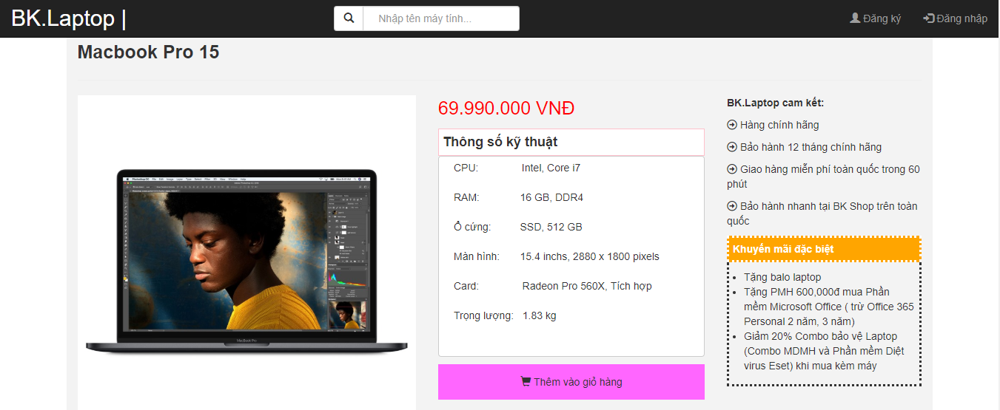 BK.Laptop |
Nhập tên máy tính...
Đăng ký
Đăng nhập
Macbook Pro 15
69.990.000 VNĐ
Thông số kỹ thuật
CPU: Intel, Core i7
RAM: 16 GB, DDR4
Ổ cứng: SSD, 512 GB
Màn hình: 15.4 inchs, 2880 x 1800 pixels
Card: Radeon Pro 560X, Tích hợp
Trọng lượng: 1.83 kg
Thêm vào giỏ hàng
BK.Laptop cam kết:
Hàng chính hãng
Bảo hành 12 tháng chính hãng
Giao hàng miễn phí toàn quốc trong 60
phút
Bảo hành nhanh tại BK Shop trên toàn
quốc
Khuyến mãi đặc biệt
Tặng balo laptop
Tặng PMH 600,000đ mua Phần
mềm Microsoft Office ( trừ Office 365
Personal 2 năm, 3 năm)
Giảm 20% Combo bảo vệ Laptop
(Combo MDMH và Phần mềm Diệt
virus Eset) khi mua kèm máy
MacBook Pro